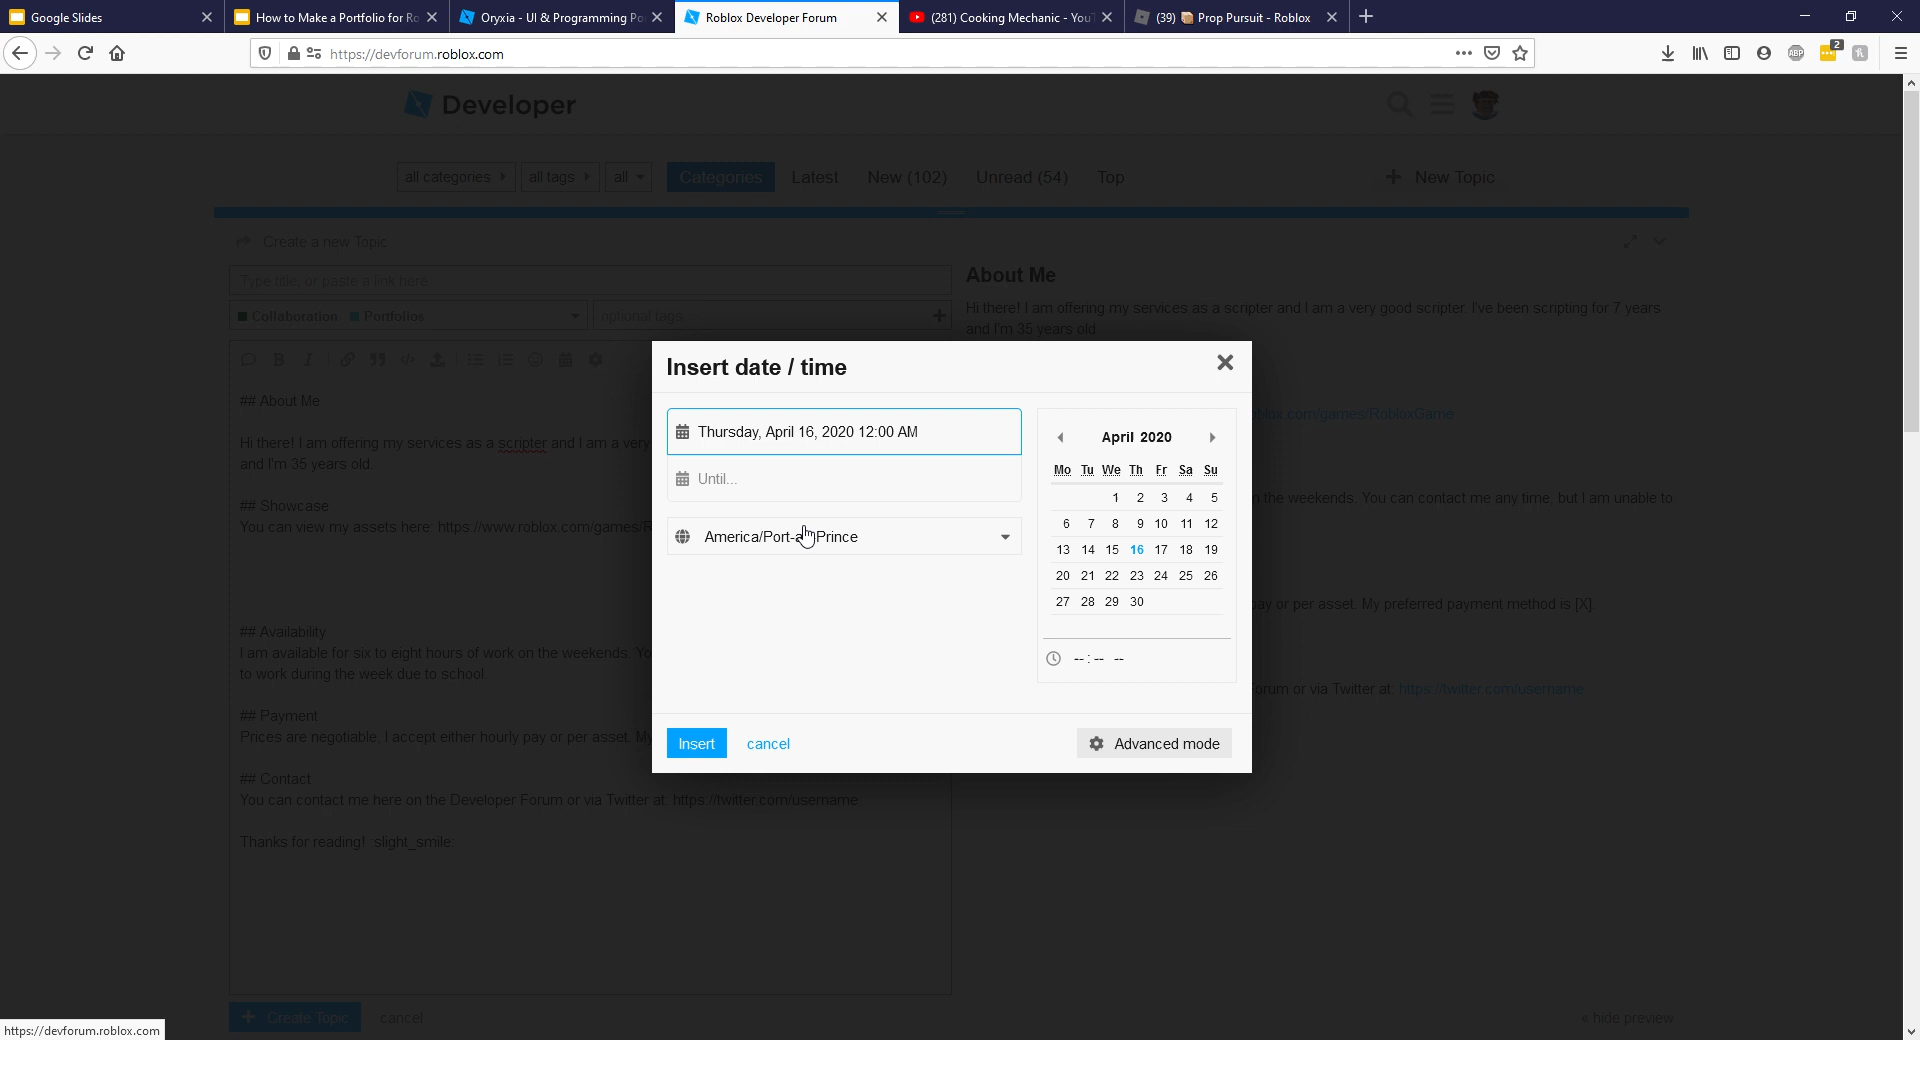 Google Slides
How to Make a Portfolio for Ro
Oryxia - UI & Programming Po
Roblox Developer Forum
(281) Cooking Mechanic - YouT
(39) Prop Pursuit - Roblox
https://devforum.roblox.com
ABP
2
Developer
all categories
all tags
all
Categories
Latest
New (102)
Unread (54)
Top
New Topic
Create a new Topic
Type title, or paste a link here.
Collaboration
Portfolios
optional tags
## About Me
Hi there! I am offering my services as a scripter and I am a very
and I'm 35 years old.
## Showcase
You can view my assets here: https://www.roblox.com/games/R
## Availability
I am available for six to eight hours of work on the weekends. Yo
to work during the week due to school.
## Payment
Prices are negotiable, I accept either hourly pay or per asset. My
## Contact
You can contact me here on the Developer Forum or via Twitter at: https://twitter.com/username
Thanks for reading! :slight_smile:
About Me
Hi there! I am offering my services as a scripter and I am a very good scripter. I've been scripting for 7 years
and I'm 35 years old.
blox.com/games/RobloxGame
n the weekends. You can contact me any time, but I am unable to
pay or per asset. My preferred payment method is [X].
orum or via Twitter at: https://twitter.com/username
Insert date / time
Thursday, April 16, 2020 12:00 AM
Until...
America/Port-au-Prince
April 2020
Mo Tu We Th Fr Sa Su
1 2 3 4 5
6 7 8 9 10 11 12
13 14 15 16 17 18 19
20 21 22 23 24 25 26
27 28 29 30
--:-- --
Insert
cancel
Advanced mode
Create Topic
cancel
« hide preview
https://devforum.roblox.com